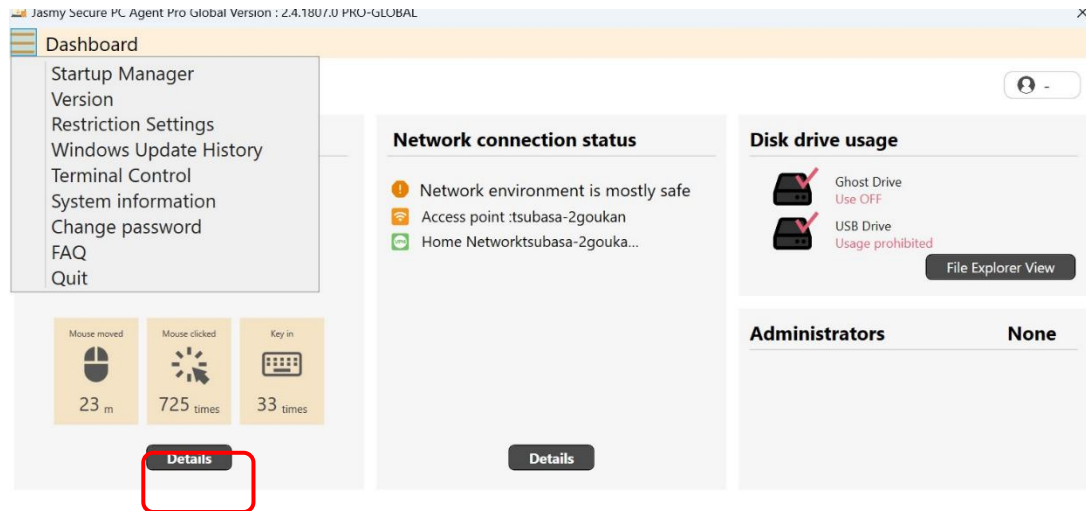 Jasmy Secure PC Agent Pro Global Version : 2.4.1807.0 PRO-GLOBAL
Dashboard
Startup Manager
Version
Restriction Settings
Windows Update History
Terminal Control
System information
Change password
FAQ
Quit
-
Mouse moved
23 m
Mouse clicked
725 times
Key in
33 times
Details
Network connection status
Network environment is mostly safe
Access point :tsubasa-2goukan
Home Networktsubasa-2gouka...
Details
Disk drive usage
Ghost Drive
Use OFF
USB Drive
Usage prohibited
File Explorer View
Administrators None